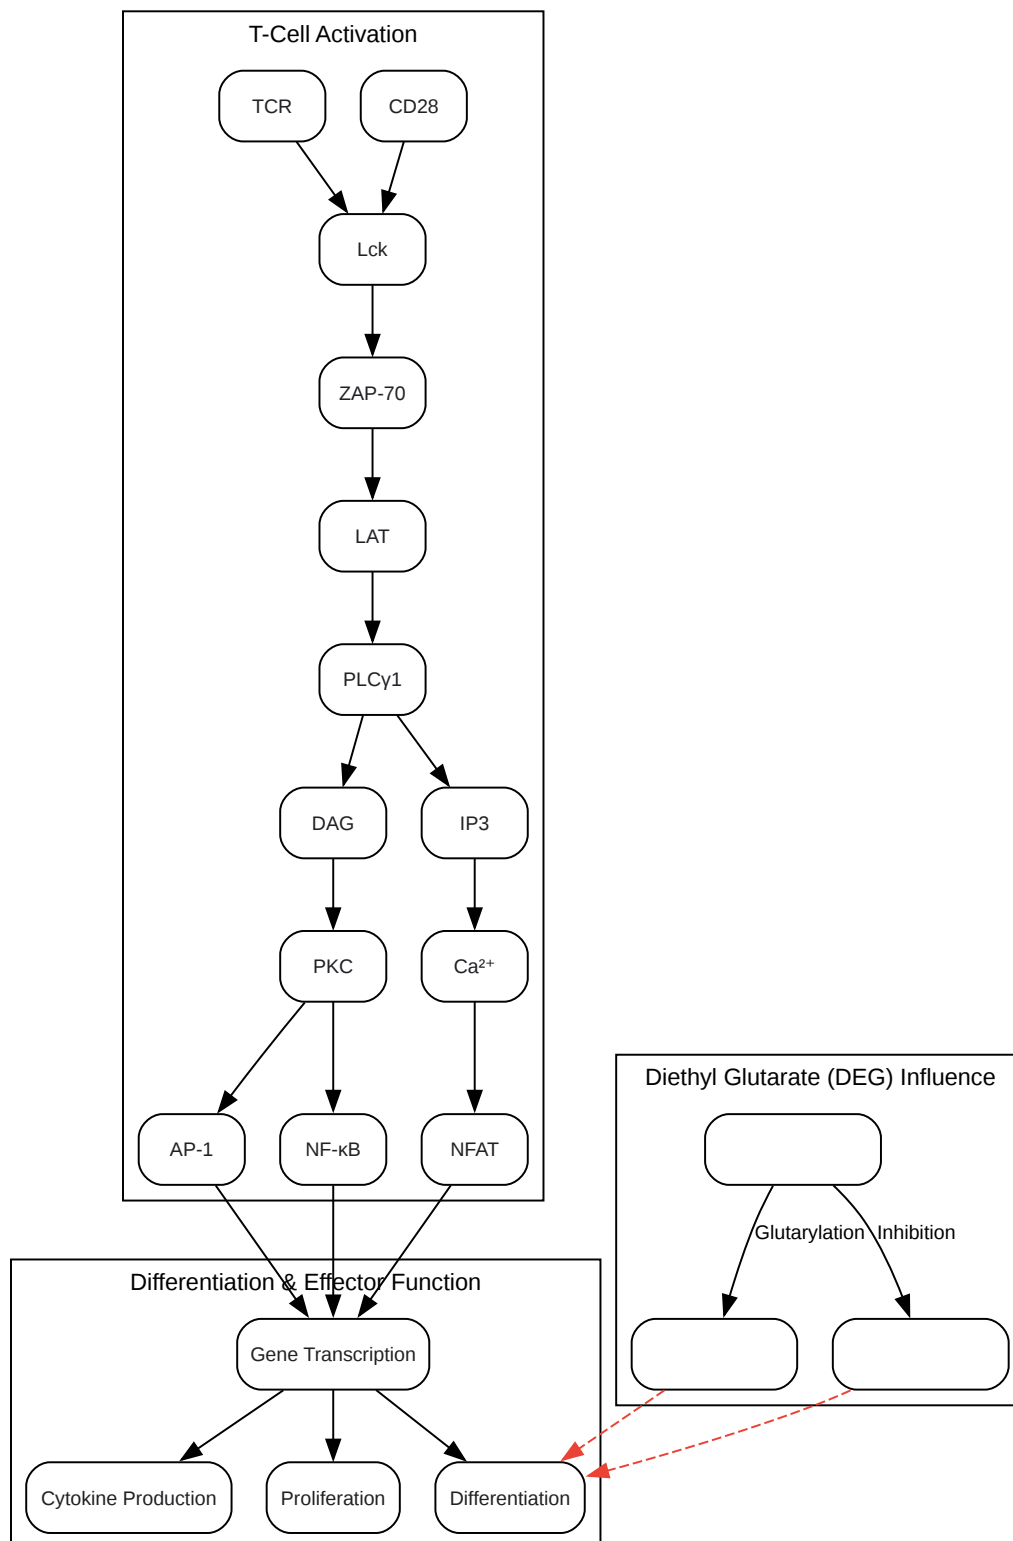 T-Cell Activation
TCR
CD28
Lck
ZAP-70
LAT
PLCγ1
DAG
IP3
PKC
Ca²⁺
AP-1
NF-κB
NFAT
Diethyl Glutarate (DEG) Influence
Glutarylation
Inhibition
Differentiation & Effector Function
Gene Transcription
Cytokine Production
Proliferation
Differentiation